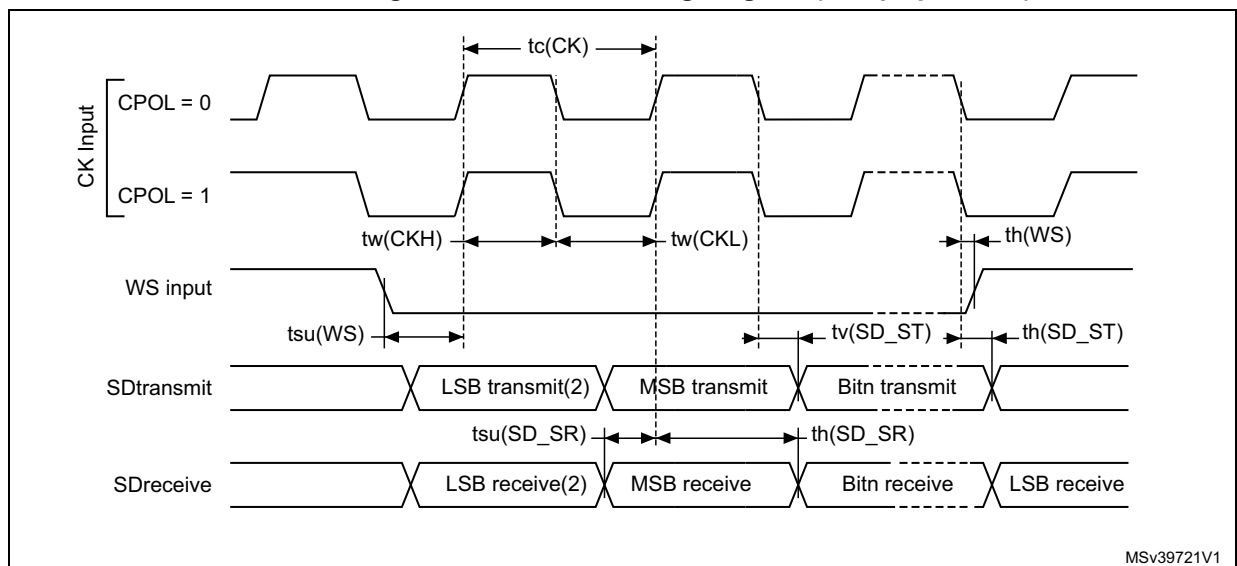 tc(CK)
CPOL = 0
CK Input
CPOL = 1
tw(CKH)
tw(CKL)
th(WS)
WS input
tsu(WS)
tv(SD_ST)
th(SD_ST)
SDtransmit
LSB transmit(2)
MSB transmit
Bitn transmit
tsu(SD_SR)
th(SD_SR)
SDreceive
LSB receive(2)
MSB receive
Bitn receive
LSB receive
MSv39721V1